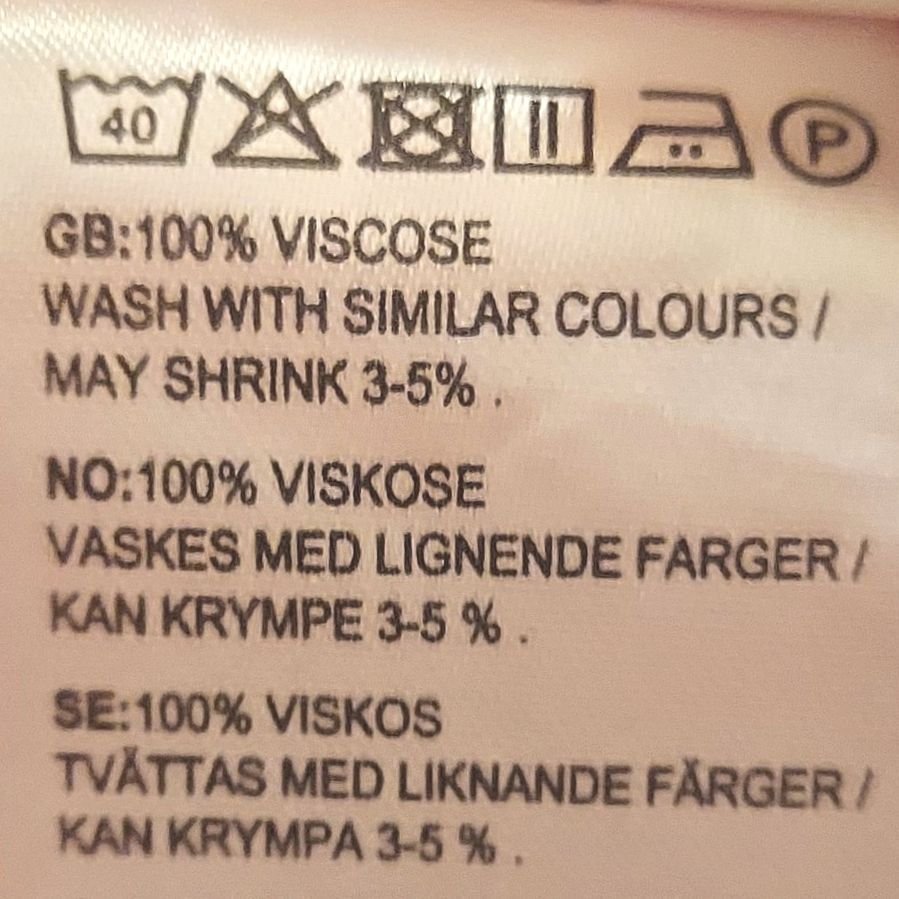 40 P
GB:100% VISCOSE
WASH WITH SIMILAR COLOURS /
MAY SHRINK 3-5% .
NO:100% VISKOSE
VASKES MED LIGNENDE FARGER /
KAN KRYMPE 3-5 % .
SE:100% VISKOS
TVÄTTAS MED LIKNANDE FÄRGER /
KAN KRYMPA 3-5 % .